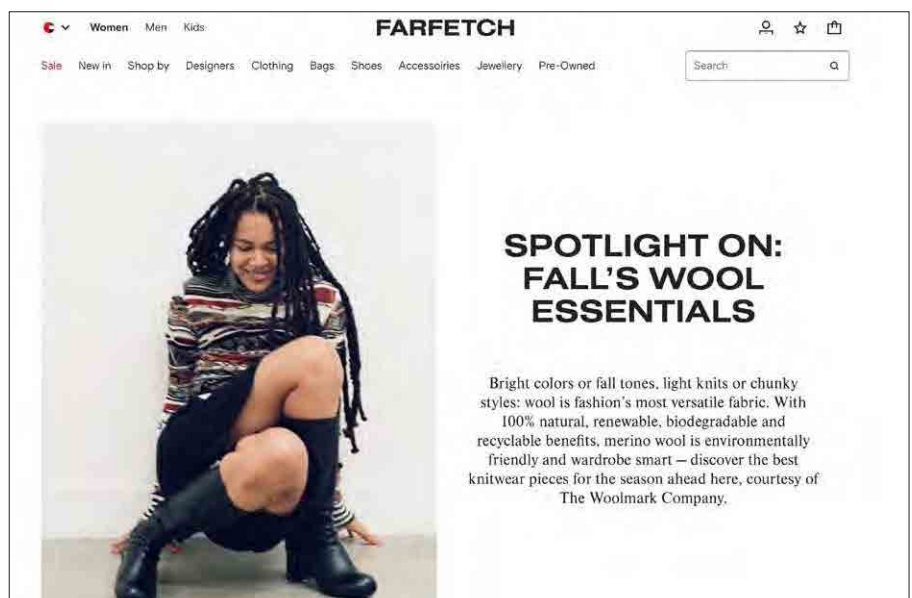 Women Men Kids
FARFETCH
Sale New in Shop by Designers Clothing Bags Shoes Accessoiries Jewellery Pre-Owned
Search
SPOTLIGHT ON:
FALL'S WOOL
ESSENTIALS
Bright colors or fall tones, light knits or chunky
styles: wool is fashion's most versatile fabric. With
100% natural, renewable, biodegradable and
recyclable benefits, merino wool is environmentally
friendly and wardrobe smart — discover the best
knitwear pieces for the season ahead here, courtesy of
The Woolmark Company.